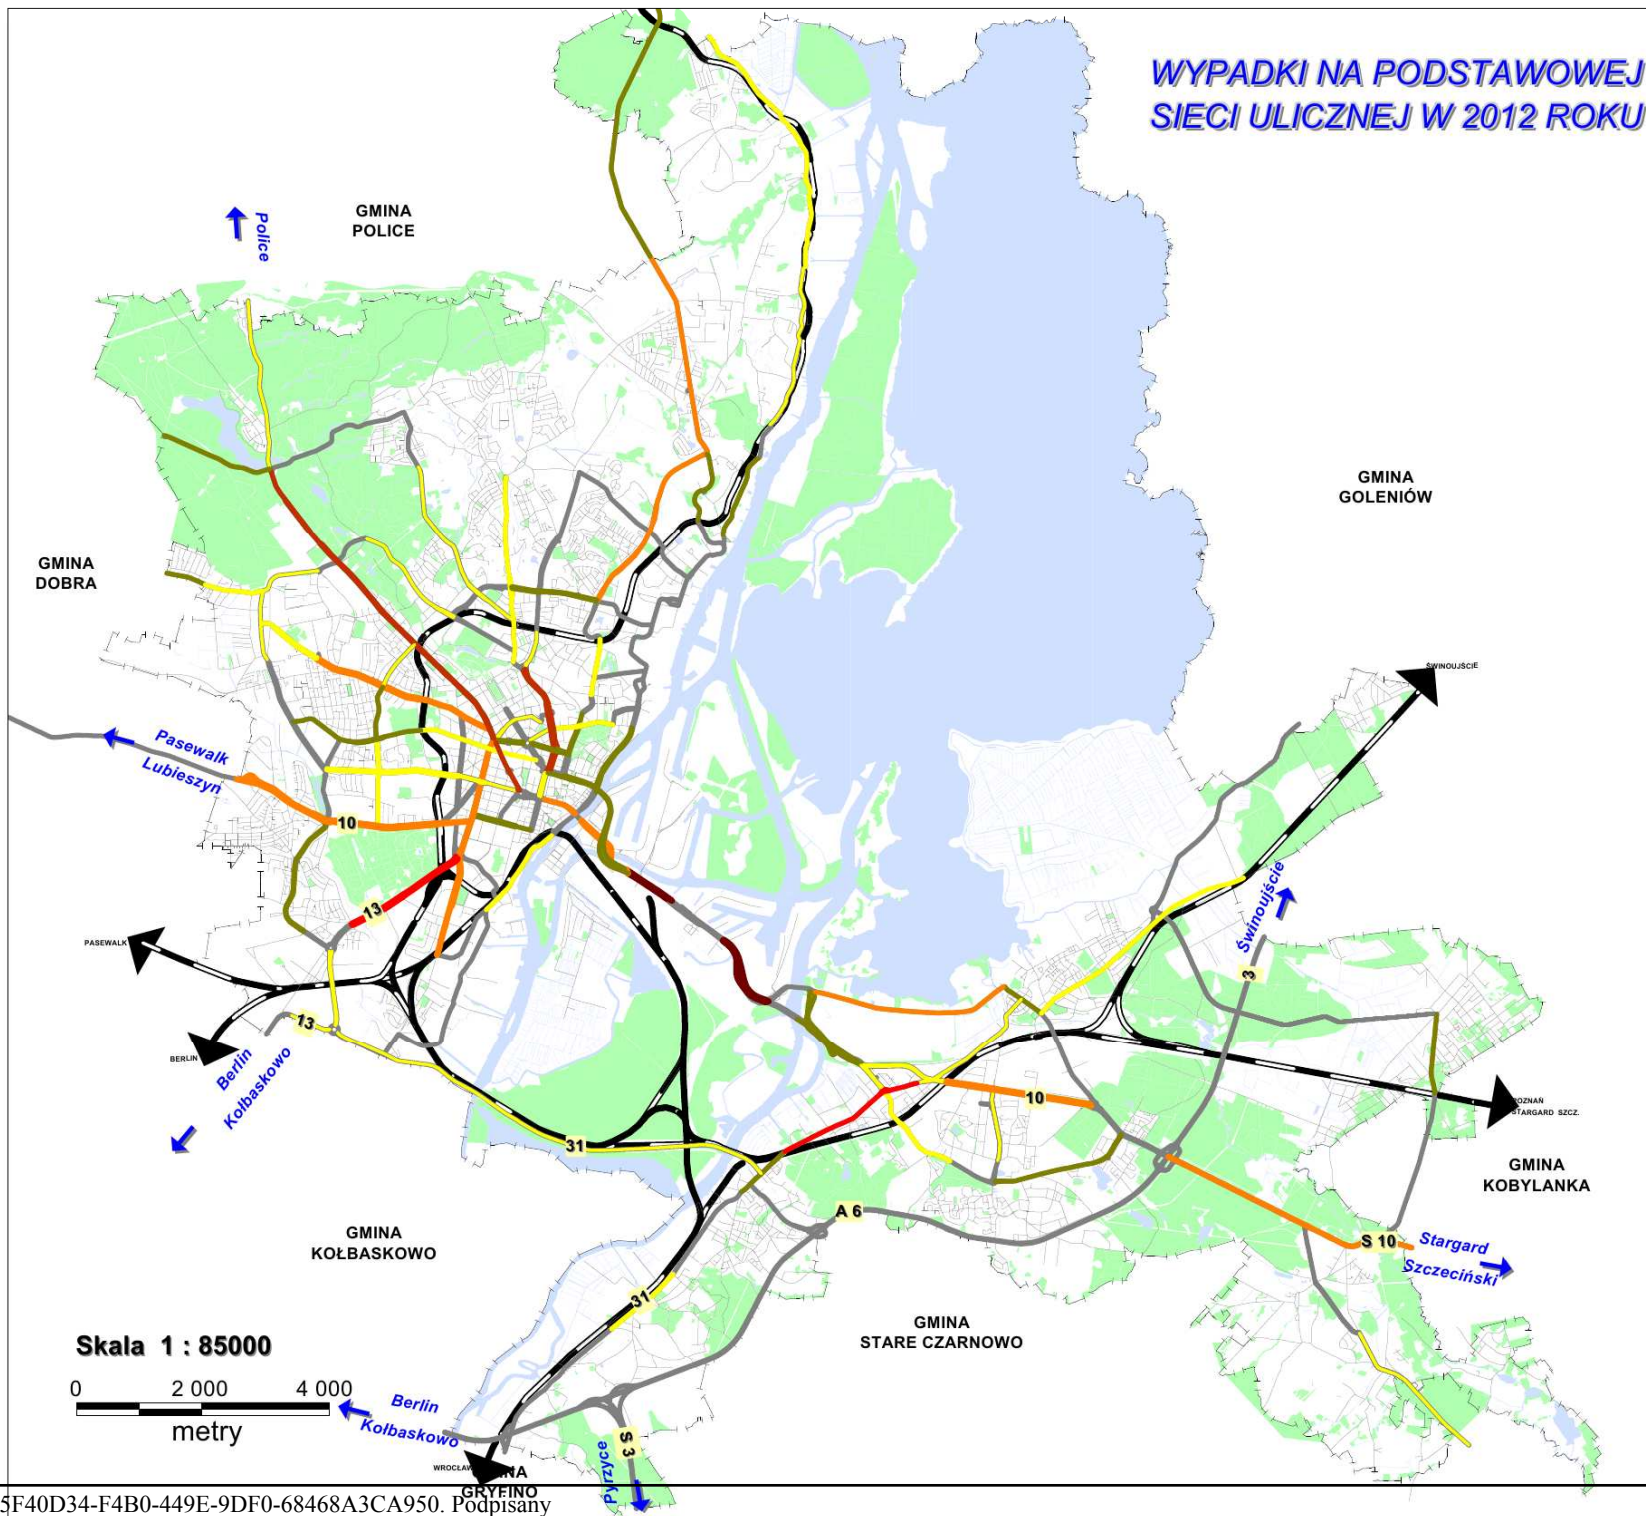 WYPADKI NA PODSTAWOWEJ
SIECI ULICZNEJ W 2012 ROKU
GMINA
POLICE
Police
GMINA
GOLENIÓW
GMINA
DOBRA
ŚWINOUJŚCIE
Pasewalk
Lubieszyn
10
13
PASEWALK
Świnoujście
3
13
BERLIN
Berlin
Kołbaskowo
10
POZNAŃ
STARGARD SZCZ.
31
GMINA
KOBYLANKA
A 6
GMINA
KOŁBASKOWO
S 10
Stargard
Szczeciński
31
GMINA
STARE CZARNOWO
Skala 1 : 85000
0 2 000 4 000
metry
Berlin
Kołbaskowo
S 3
Pyrzyce
WROCŁAW
GMINA
GRYFINO
5F40D34-F4B0-449E-9DF0-68468A3CA950. Podpisany